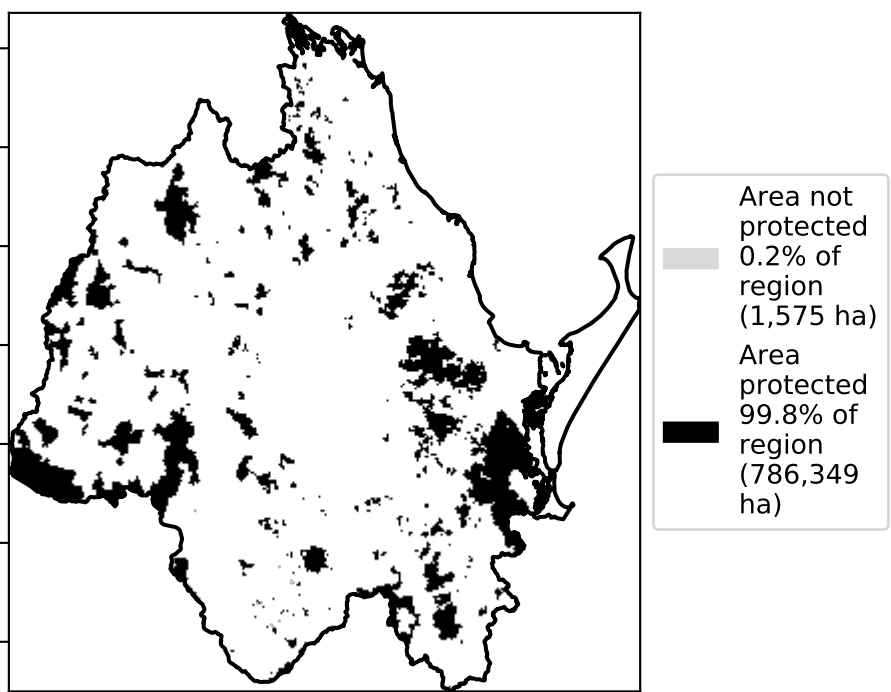 Area not
protected
0.2% of
region
(1,575 ha)
Area
protected
99.8% of
region
(786,349
ha)